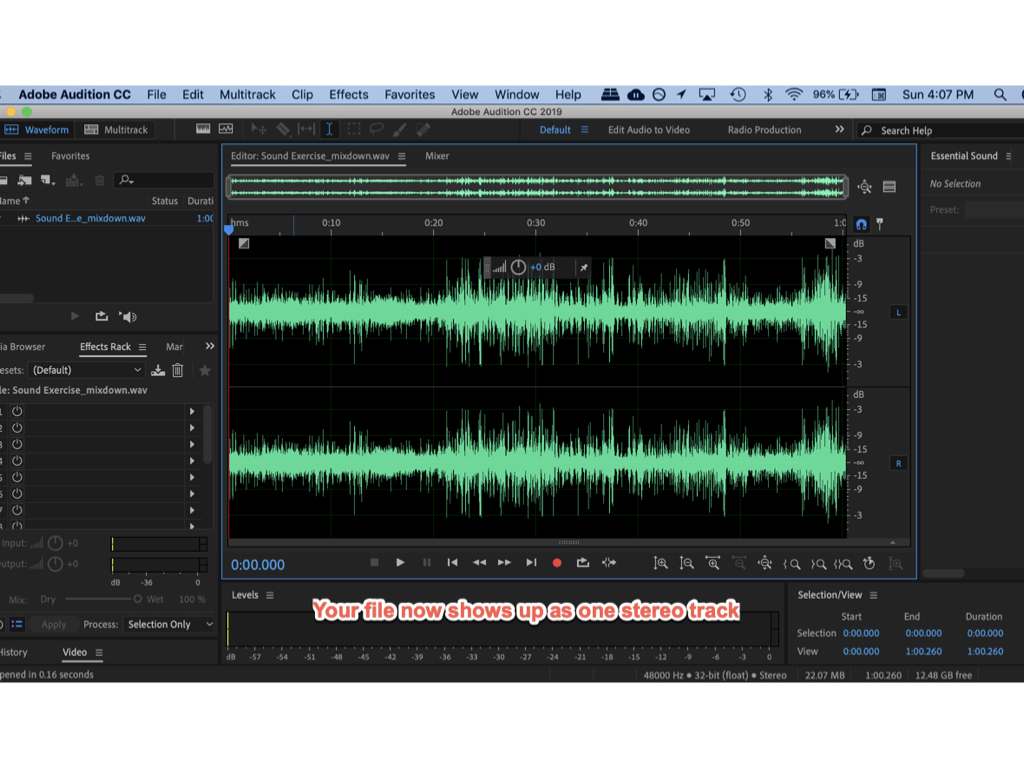 Adobe Audition CC File Edit Multitrack Clip Effects Favorites View Window Help 96% Sun 4:07 PM
Adobe Audition CC 2019
Waveform Multitrack Default Edit Audio to Video Radio Production >> Search Help
Files Favorites
Editor: Sound Exercise_mixdown.wav Mixer
Essential Sound
No Selection
Preset:
Name Status Durati
Sound E...e_mixdown.wav 1:00
hms 0:10 0:20 0:30 0:40 0:50 1:0
+0 dB
dB
-3
-9
-15
-∞
-15
-9
-3
L
dB
-3
-9
-15
-∞
-15
-9
-3
R
ia Browser Effects Rack Mar >>
esets: (Default)
le: Sound Exercise_mixdown.wav
1
2
3
4
5
6
7
8
Input: +0
utput: +0
dB -36 0
Mix: Dry Wet 100 %
Apply Process: Selection Only
History Video
pened in 0.16 seconds
0:00.000
Levels
Your file now shows up as one stereo track
dB -57 -54 -51 -48 -45 -42 -39 -36 -33 -30 -27 -24 -21 -18 -15 -12 -9 -6 -3 0
Selection/View
Start End Duration
Selection 0:00.000 0:00.000 0:00.000
View 0:00.000 1:00.260 1:00.260
48000 Hz • 32-bit (float) • Stereo 22.07 MB 1:00.260 12.48 GB free